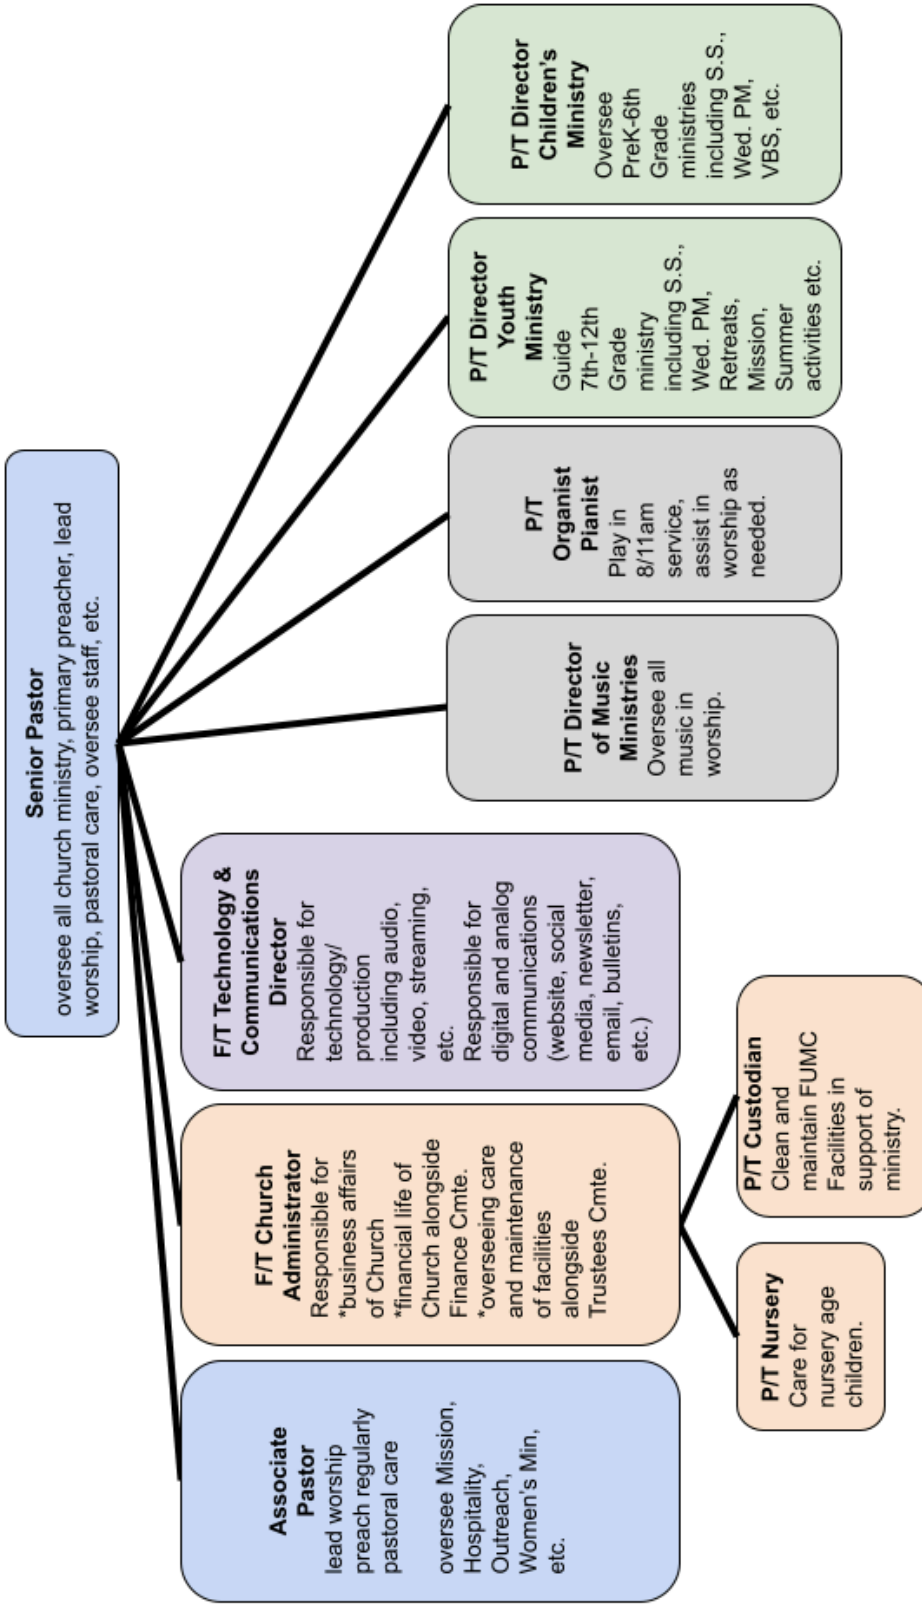 Senior Pastor
oversee all church ministry, primary preacher, lead
worship, pastoral care, oversee staff, etc.
Associate
Pastor
lead worship
preach regularly
pastoral care
oversee Mission,
Hospitality,
Outreach,
Women's Min,
etc.
F/T Church
Administrator
Responsible for
*business affairs
of Church
*financial life of
Church alongside
Finance Cmte.
*overseeing care
and maintenance
of facilities
alongside
Trustees Cmte.
F/T Technology &
Communications
Director
Responsible for
technology/
production
including audio,
video, streaming,
etc.
Responsible for
digital and analog
communications
(website, social
media, newsletter,
email, bulletins,
etc.)
P/T Director
of Music
Ministries
Oversee all
music in
worship.
P/T
Organist
Pianist
Play in
8/11am
service,
assist in
worship as
needed.
P/T Director
Youth
Ministry
Guide
7th-12th
Grade
ministry
including S.S.,
Wed. PM,
Retreats,
Mission,
Summer
activities etc.
P/T Director
Children's
Ministry
Oversee
PreK-6th
Grade
ministries
including S.S.,
Wed. PM,
VBS, etc.
P/T Nursery
Care for
nursery age
children.
P/T Custodian
Clean and
maintain FUMC
Facilities in
support of
ministry.